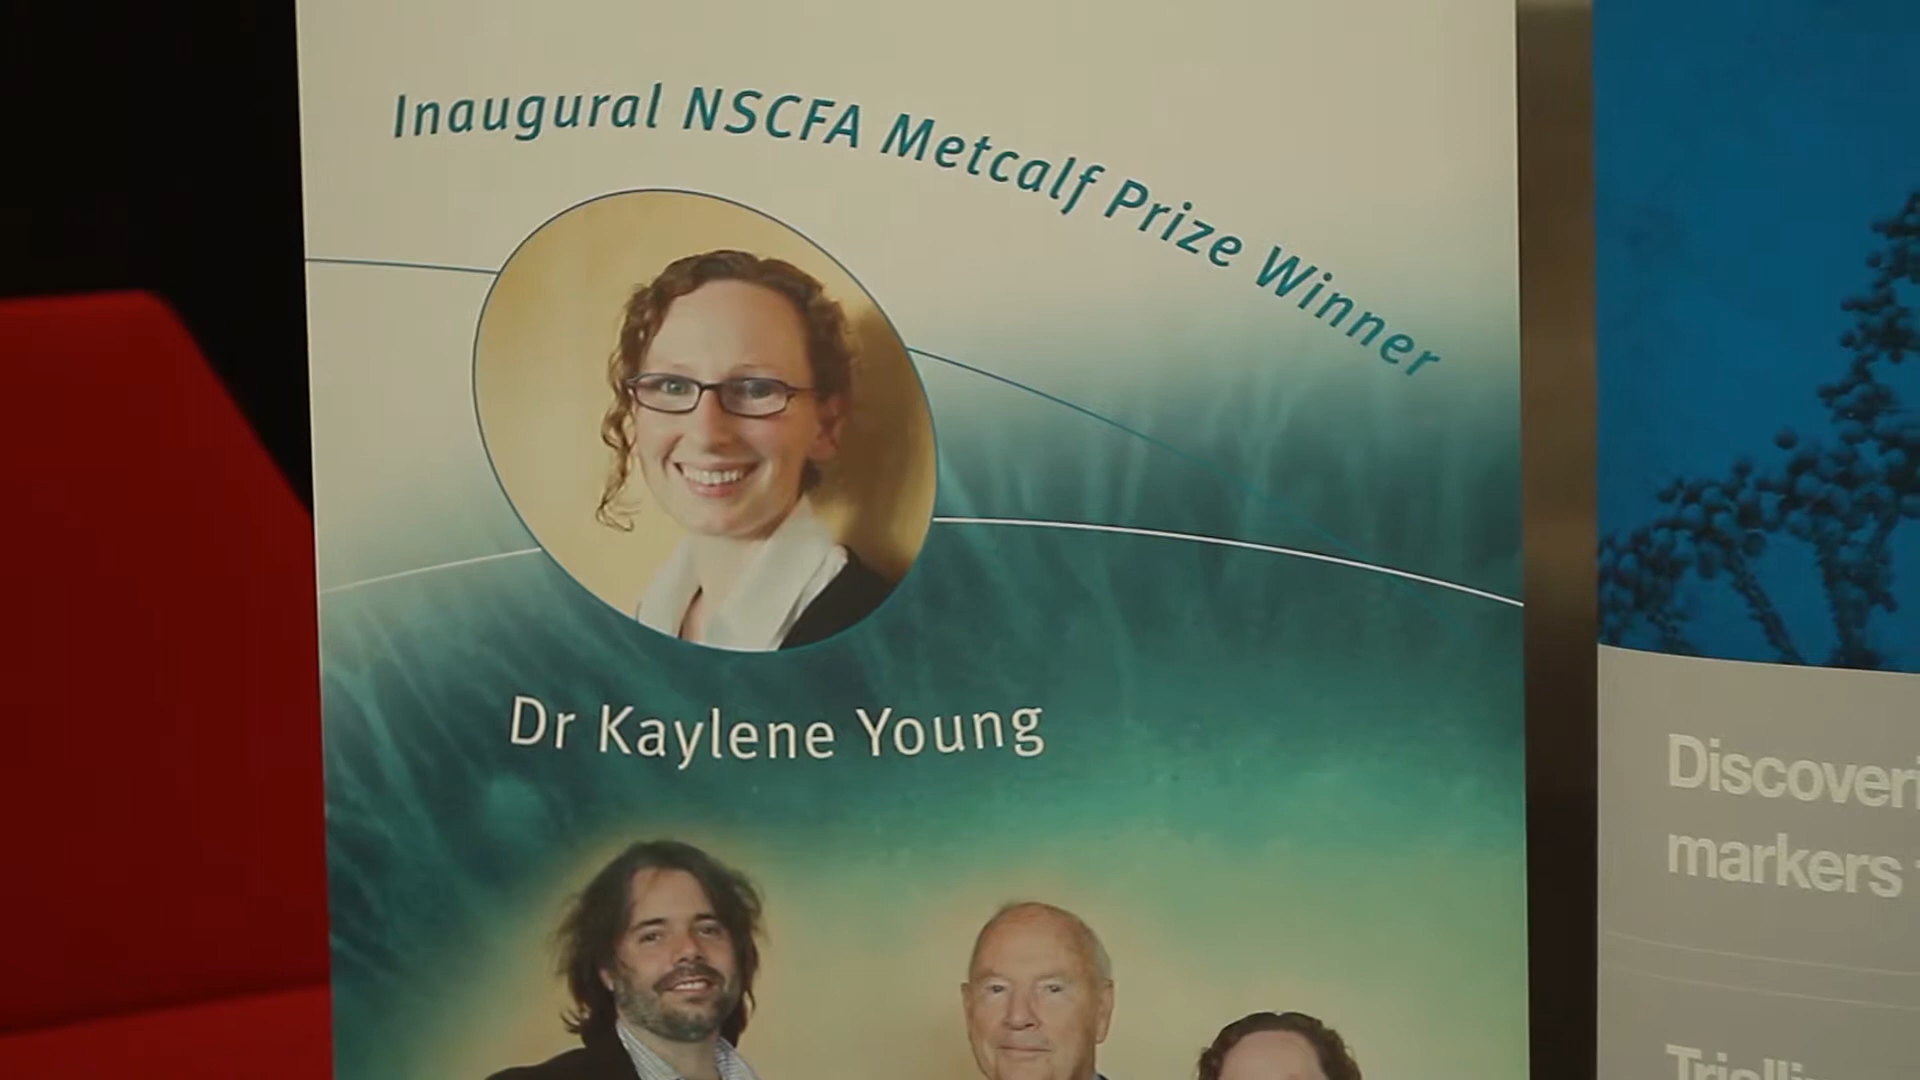 Inaugural NSCFA Metcalf Prize Winner
Dr Kaylene Young
Discoveri
markers